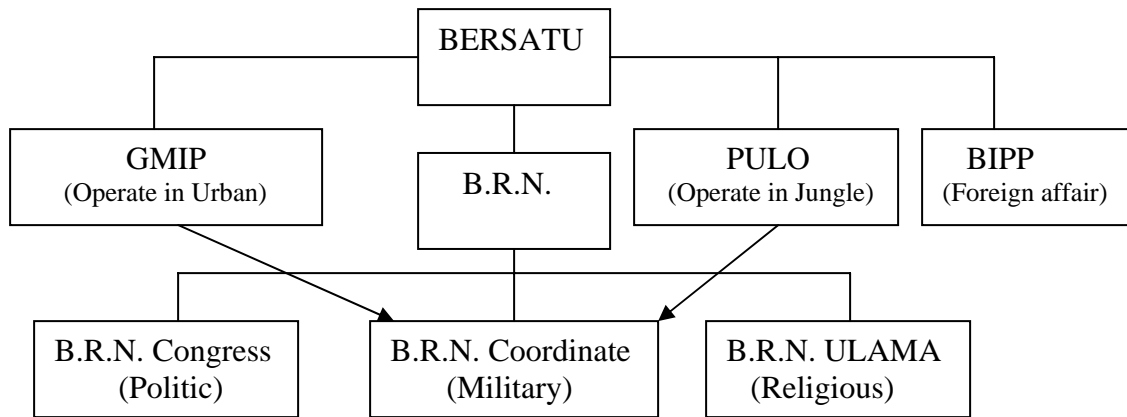 BERSATU
GMIP
(Operate in Urban)
B.R.N.
PULO
(Operate in Jungle)
BIPP
(Foreign affair)
B.R.N. Congress
(Politic)
B.R.N. Coordinate
(Military)
B.R.N. ULAMA
(Religious)